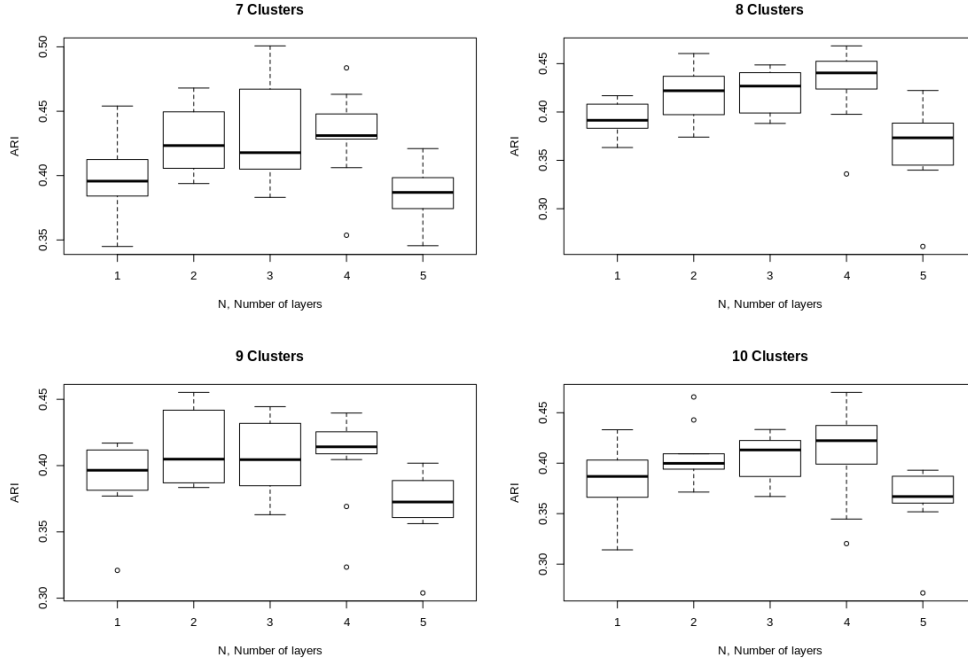 7 Clusters
ARI
0.50
0.45
0.40
0.35
1 2 3 4 5
N, Number of layers
8 Clusters
ARI
0.45
0.40
0.35
0.30
1 2 3 4 5
N, Number of layers
9 Clusters
ARI
0.45
0.40
0.35
0.30
1 2 3 4 5
N, Number of layers
10 Clusters
ARI
0.45
0.40
0.35
0.30
1 2 3 4 5
N, Number of layers